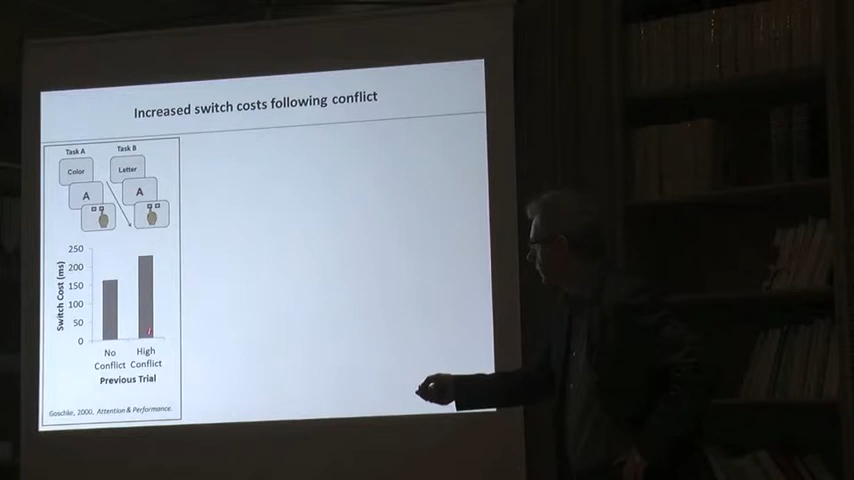 Increased switch costs following conflict
Task A
Task B
Color
Letter
A
A
250
200
150
100
50
0
Switch Cost (ms)
No Conflict
High Conflict
Previous Trial
Goschke, 2000, Attention & Performance.